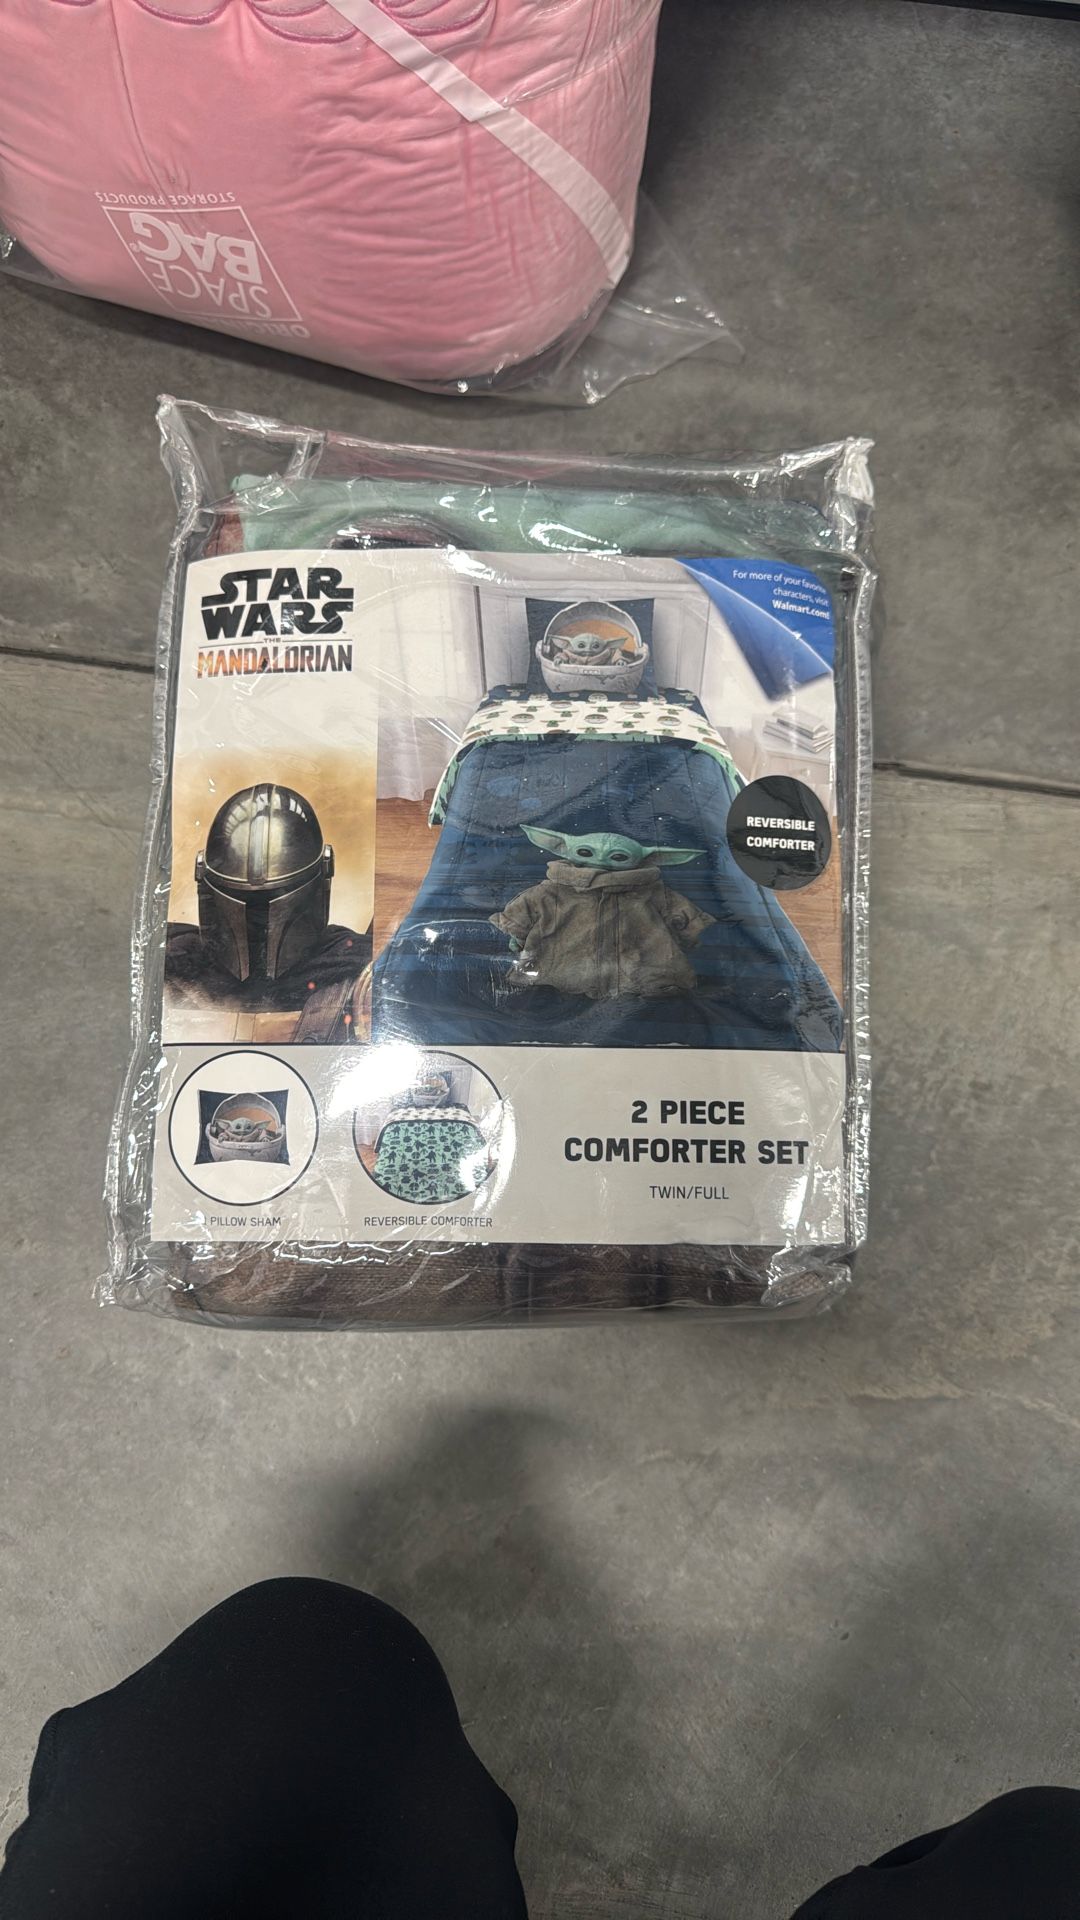 STORAGE PRODUCTS
BAG®
SPACE
STAR
WARS
THE
MANDALORIAN
For more of your favorite
characters, visit
Walmart.com!
REVERSIBLE
COMFORTER
2 PIECE
COMFORTER SET
TWIN/FULL
PILLOW SHAM
REVERSIBLE COMFORTER